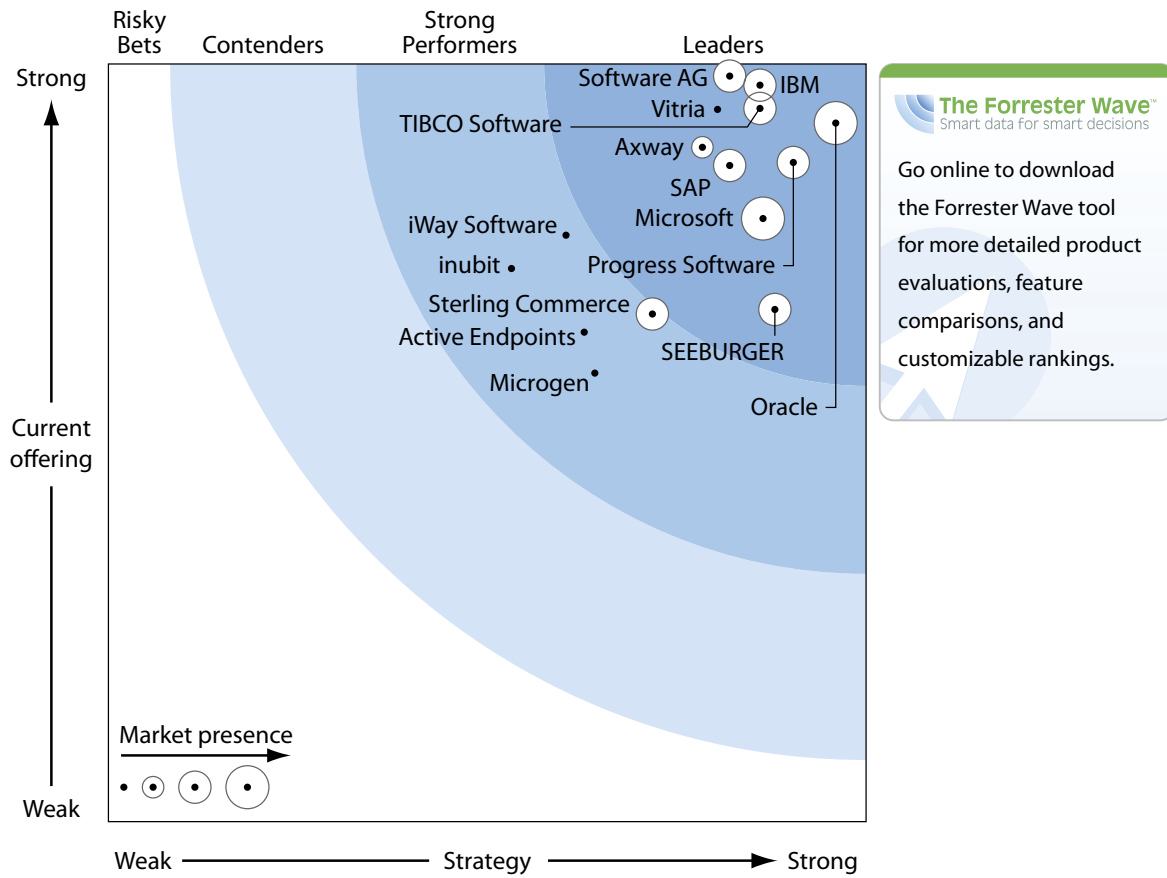 Risky
Bets
Contenders
Strong
Performers
Leaders
Strong
Current
offering
Weak
Software AG
IBM
Vitria
TIBCO Software
Axway
SAP
Microsoft
iWay Software
inubit
Progress Software
Sterling Commerce
Active Endpoints
SEEBURGER
Microgen
Oracle
Market presence
Weak
Strategy
Strong
The Forrester Wave™
Smart data for smart decisions
Go online to download
the Forrester Wave tool
for more detailed product
evaluations, feature
comparisons, and
customizable rankings.